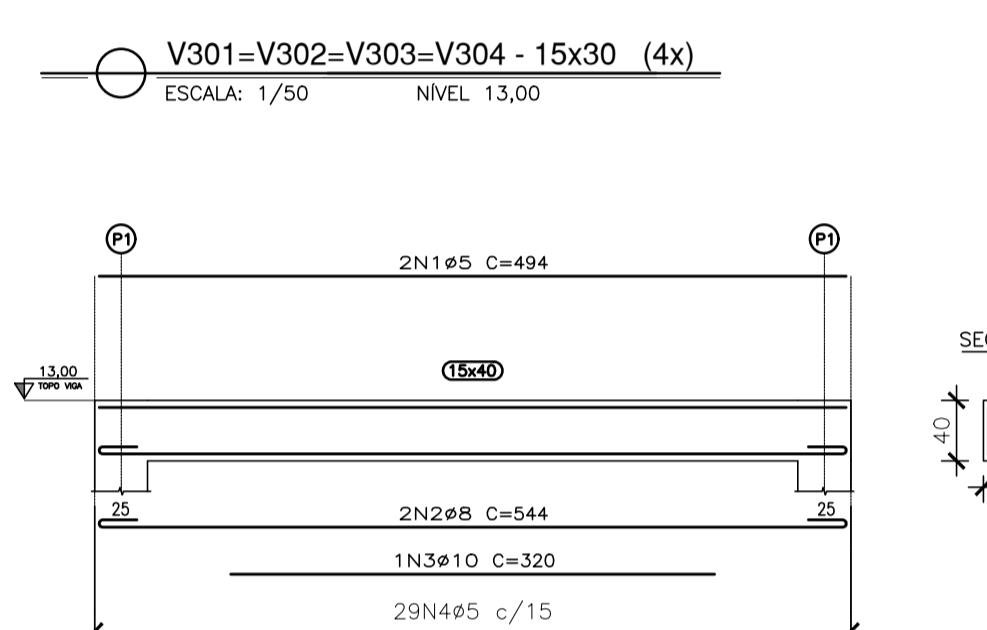 V301=V302=V303=V304 - 15x30 (4x)
ESCALA: 1/50 NÍVEL 13,00
P1 P1
2N1ø5 C=494
15x40
13,00
TOPO VIGA
40
25 25
2N2ø8 C=544
1N3ø10 C=320
29N4ø5 c/15